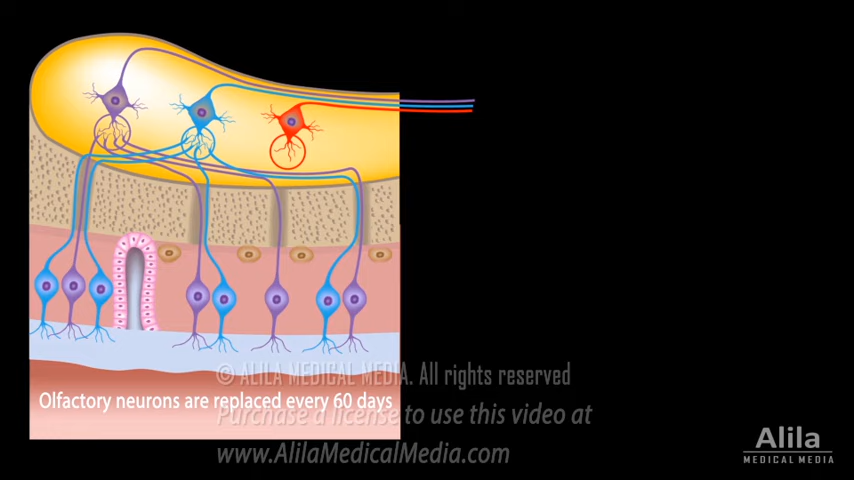 © ALILA MEDICAL MEDIA. All rights reserved
Olfactory neurons are replaced every 60 days
Purchase a license to use this video at
www.AlilaMedicalMedia.com
Alila
MEDICAL MEDIA